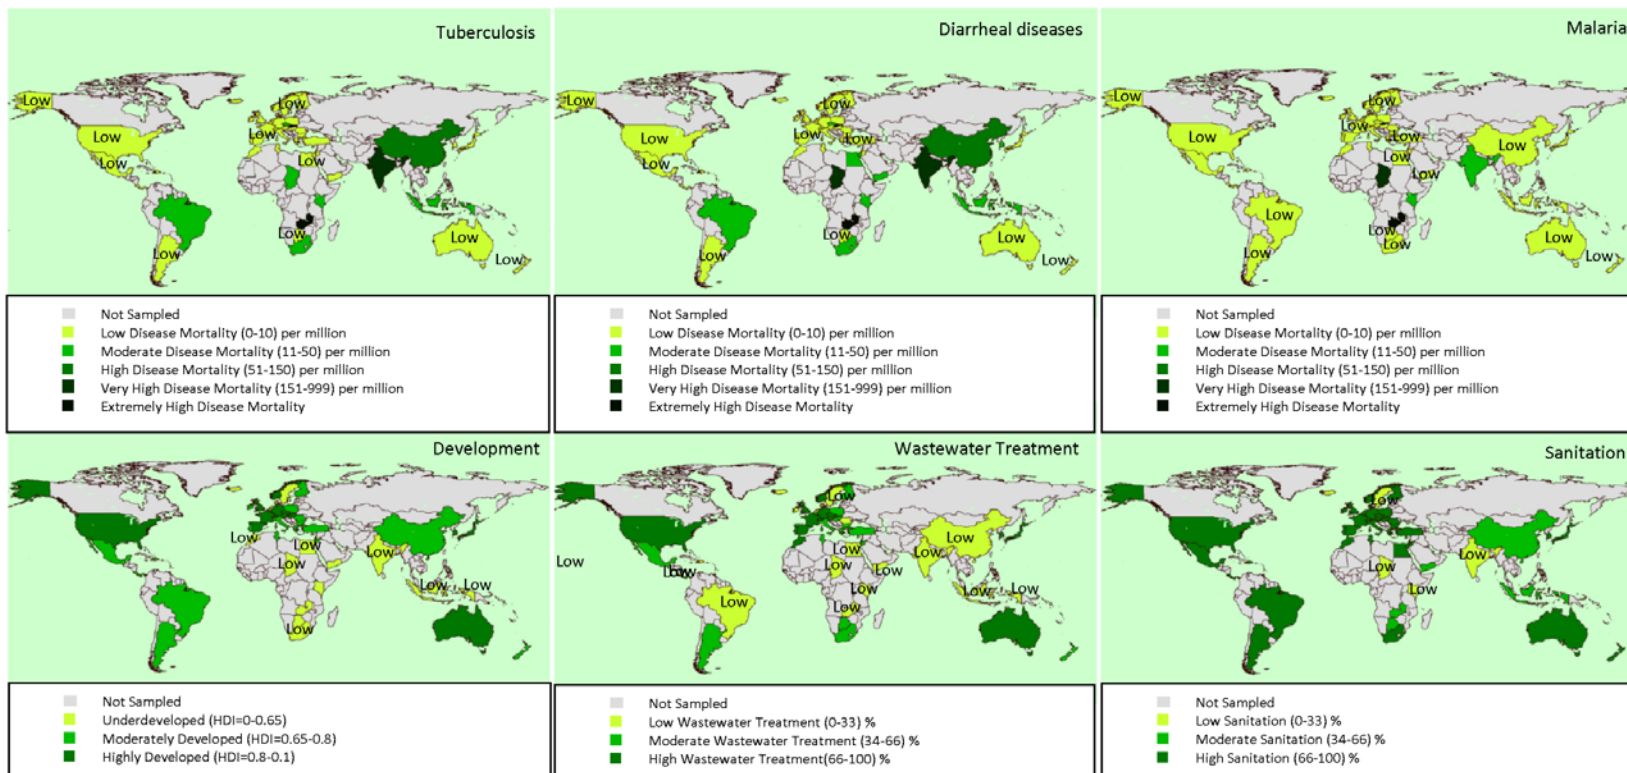 Tuberculosis
Low
Low
Low
Low
Low
Low
Low
Low
Low
Low
Not Sampled
Low Disease Mortality (0-10) per million
Moderate Disease Mortality (11-50) per million
High Disease Mortality (51-150) per million
Very High Disease Mortality (151-999) per million
Extremely High Disease Mortality
Diarrheal diseases
Low
Low
Low
Low
Low
Low
Low
Low
Low
Low
Not Sampled
Low Disease Mortality (0-10) per million
Moderate Disease Mortality (11-50) per million
High Disease Mortality (51-150) per million
Very High Disease Mortality (151-999) per million
Extremely High Disease Mortality
Malaria
Low
Low
Low
Low
Low
Low
Low
Low
Low
Low
Low
Low
Low
Low
Not Sampled
Low Disease Mortality (0-10) per million
Moderate Disease Mortality (11-50) per million
High Disease Mortality (51-150) per million
Very High Disease Mortality (151-999) per million
Extremely High Disease Mortality
Development
Low
Low
Low
Low
Low
Low
Low
Not Sampled
Underdeveloped (HDI=0-0.65)
Moderately Developed (HDI=0.65-0.8)
Highly Developed (HDI=0.8-0.1)
Wastewater Treatment
Low
Low
Low
Low
Low
Low
Low
Low
Low
Low
Low
Low
Low
Low
Not Sampled
Low Wastewater Treatment (0-33) %
Moderate Wastewater Treatment (34-66) %
High Wastewater Treatment(66-100) %
Sanitation
Low
Low
Low
Low
Not Sampled
Low Sanitation (0-33) %
Moderate Sanitation (34-66) %
High Sanitation (66-100) %